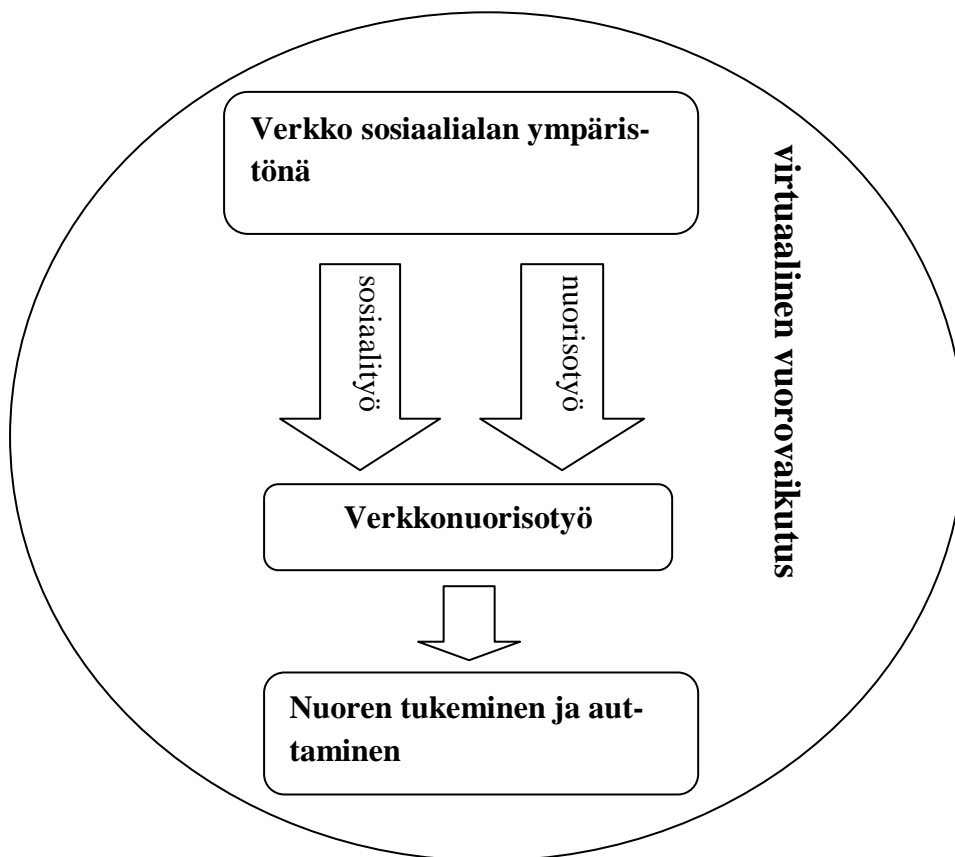 Verkko sosiaalialan ympäris-
tönä
virtuaalinen vuorovaikutus
sosiaalityö
nuorisotyö
Verkkonuorisotyö
Nuoren tukeminen ja aut-
taminen